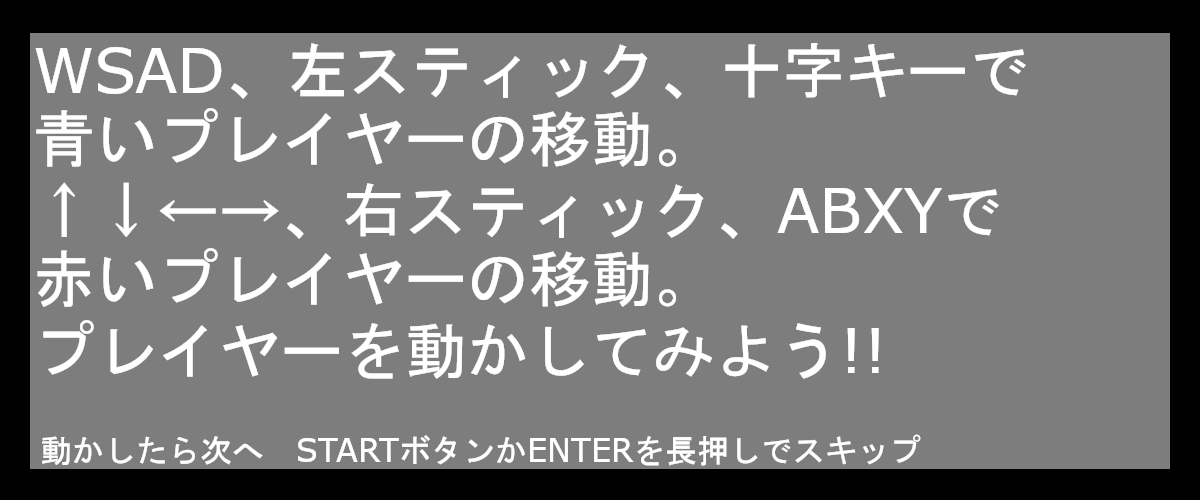 WSAD、左スティック、十字キーで
青いプレイヤーの移動。
↑↓←→、右スティック、ABXYで
赤いプレイヤーの移動。
プレイヤーを動かしてみよう!!
動かしたら次へ　STARTボタンかENTERを長押しでスキップ